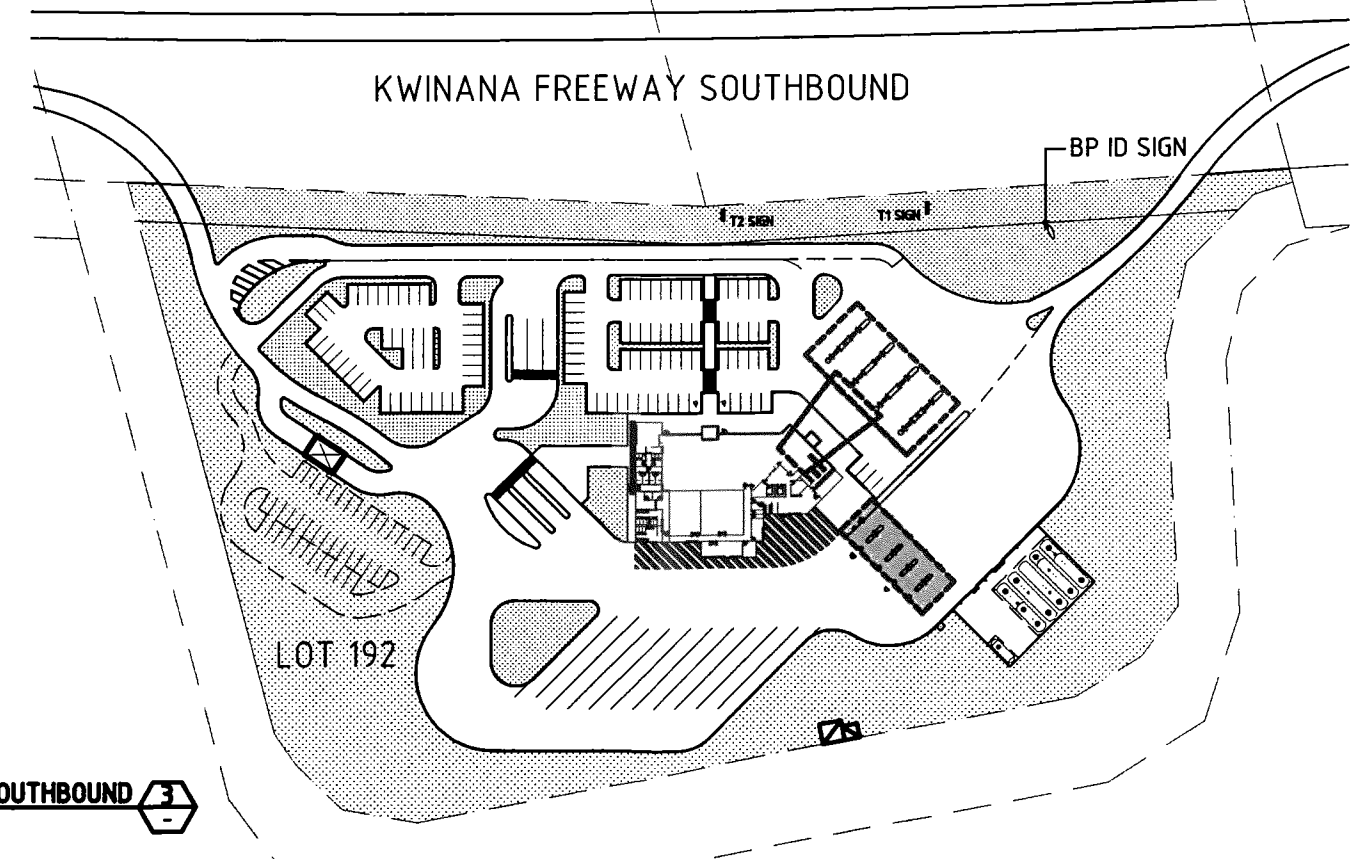 KWINANA FREEWAY SOUTHBOUND
BP ID SIGN
T2 SIGN
T1 SIGN
LOT 192
OUTHBOUND
3
-